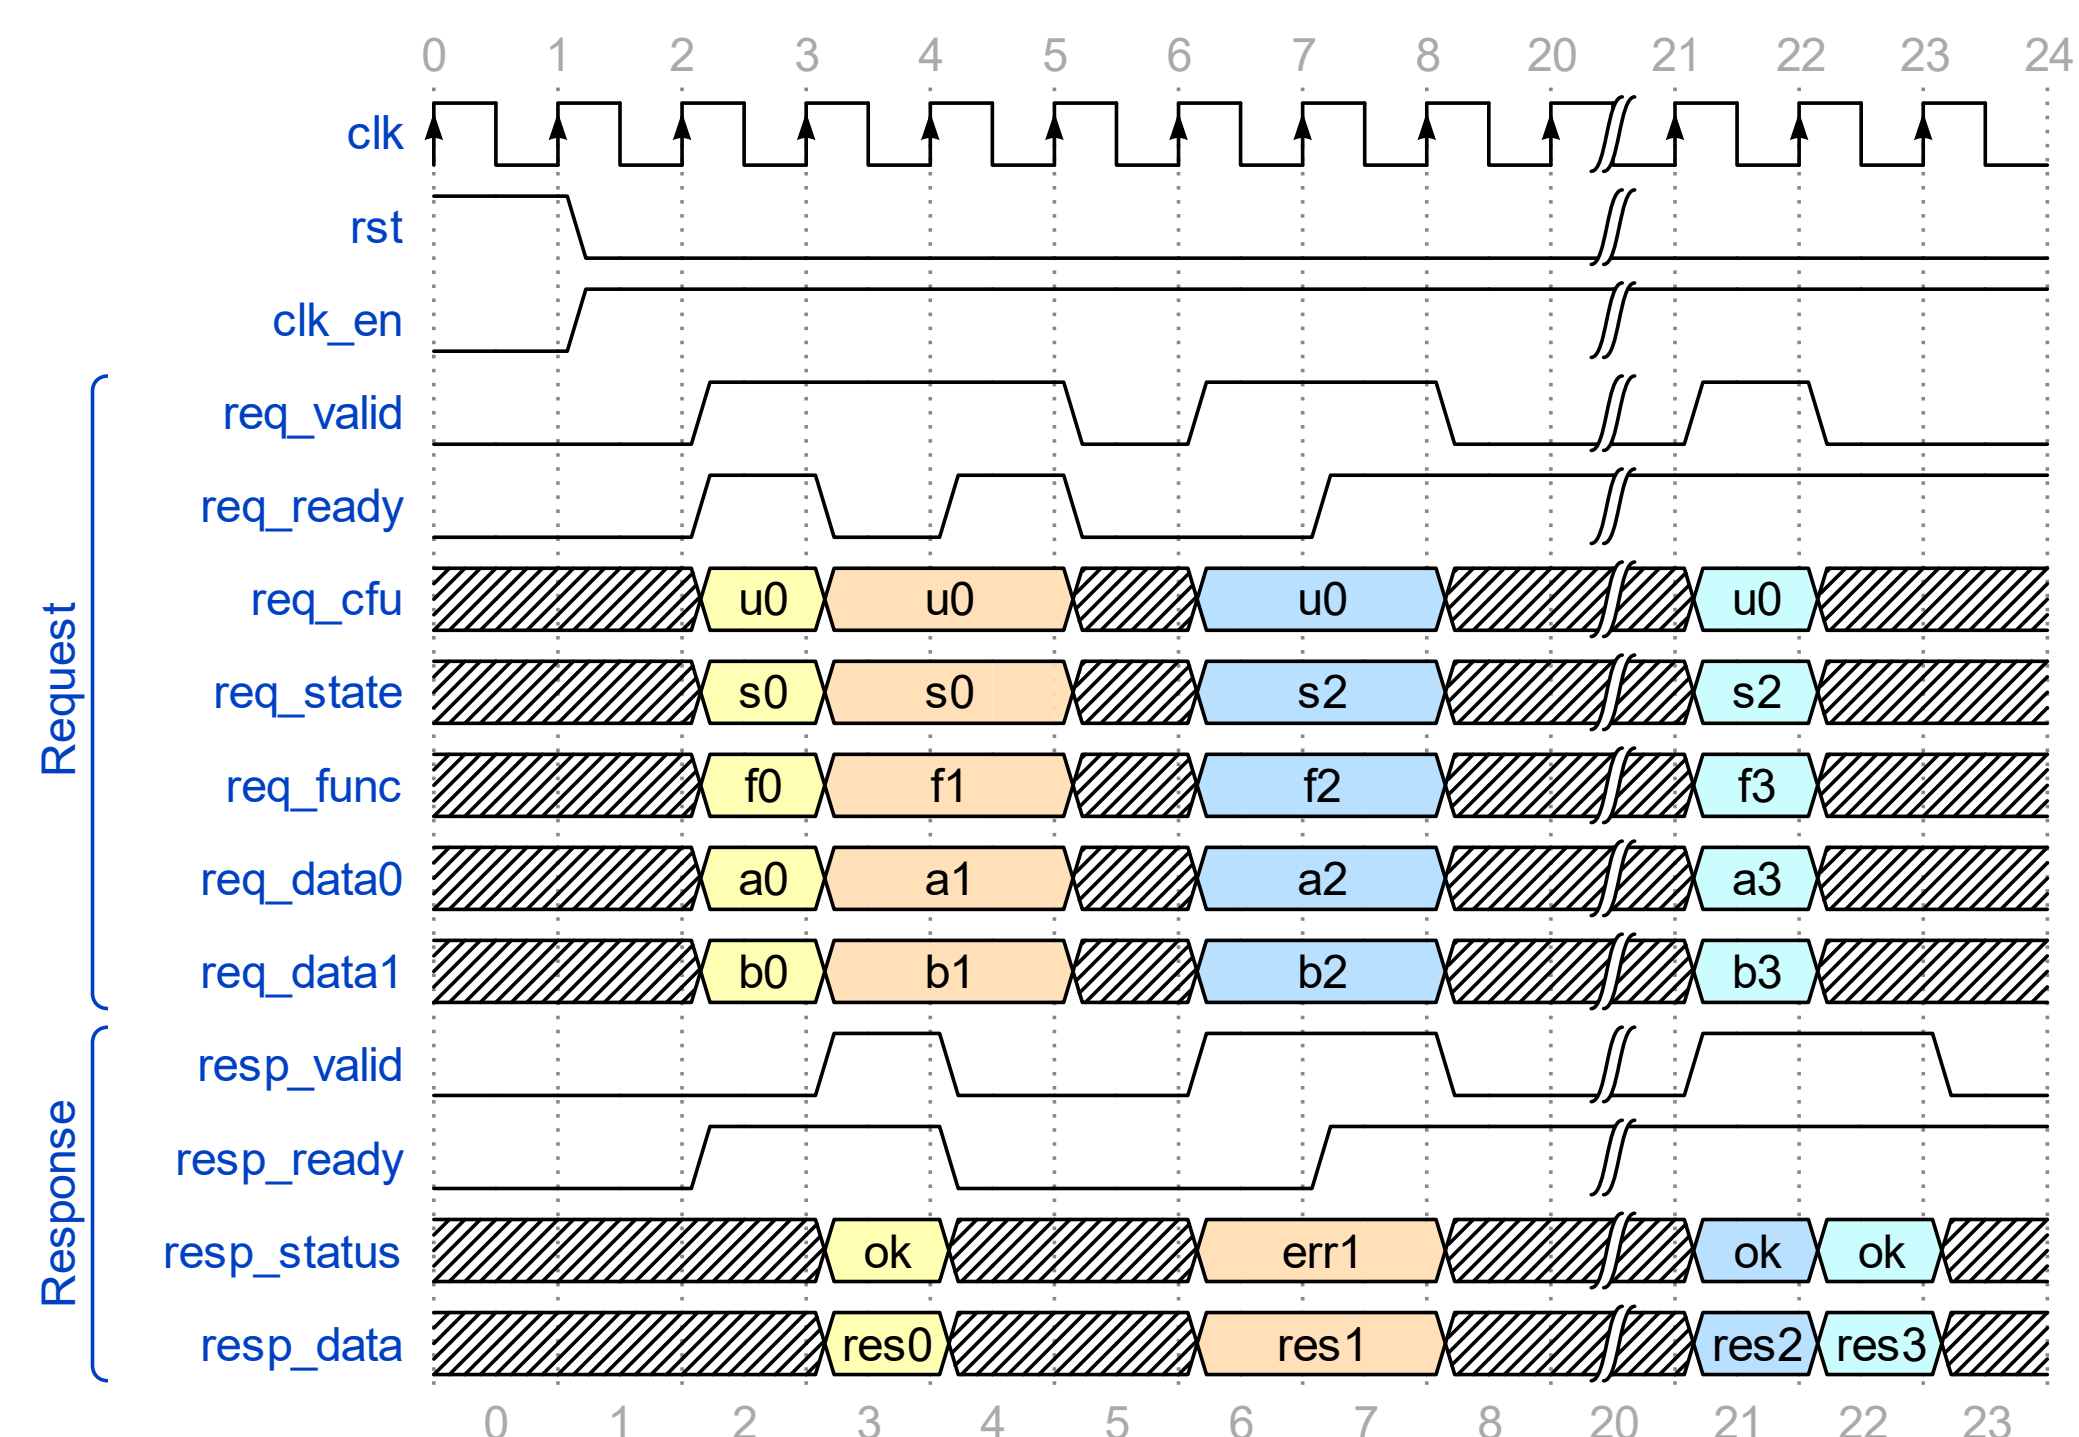 0 1 2 3 4 5 6 7 8 20 21 22 23 24
clk
rst
clk_en
Request
req_valid
req_ready
req_cfu u0 u0 u0 u0
req_state s0 s0 s2 s2
req_func f0 f1 f2 f3
req_data0 a0 a1 a2 a3
req_data1 b0 b1 b2 b3
Response
resp_valid
resp_ready
resp_status ok err1 ok ok
resp_data res0 res1 res2 res3
0 1 2 3 4 5 6 7 8 20 21 22 23